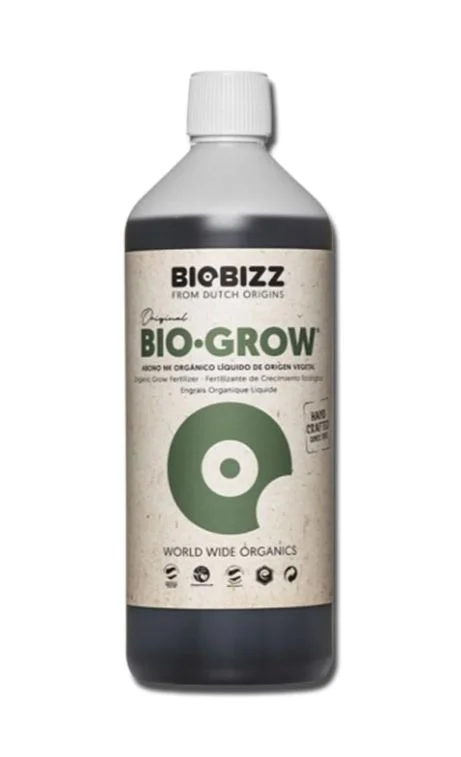 BIOBIZZ
FROM DUTCH ORIGINS
Original
BIO•GROW®
ABONO NK ORGÁNICO LÍQUIDO DE ORIGEN VEGETAL
Organic Grow Fertilizer - Fertilizante de Crecimiento Ecológico
Engrais Organique Liquide
HAND
CRAFTED
WORLD WIDE ORGANICS